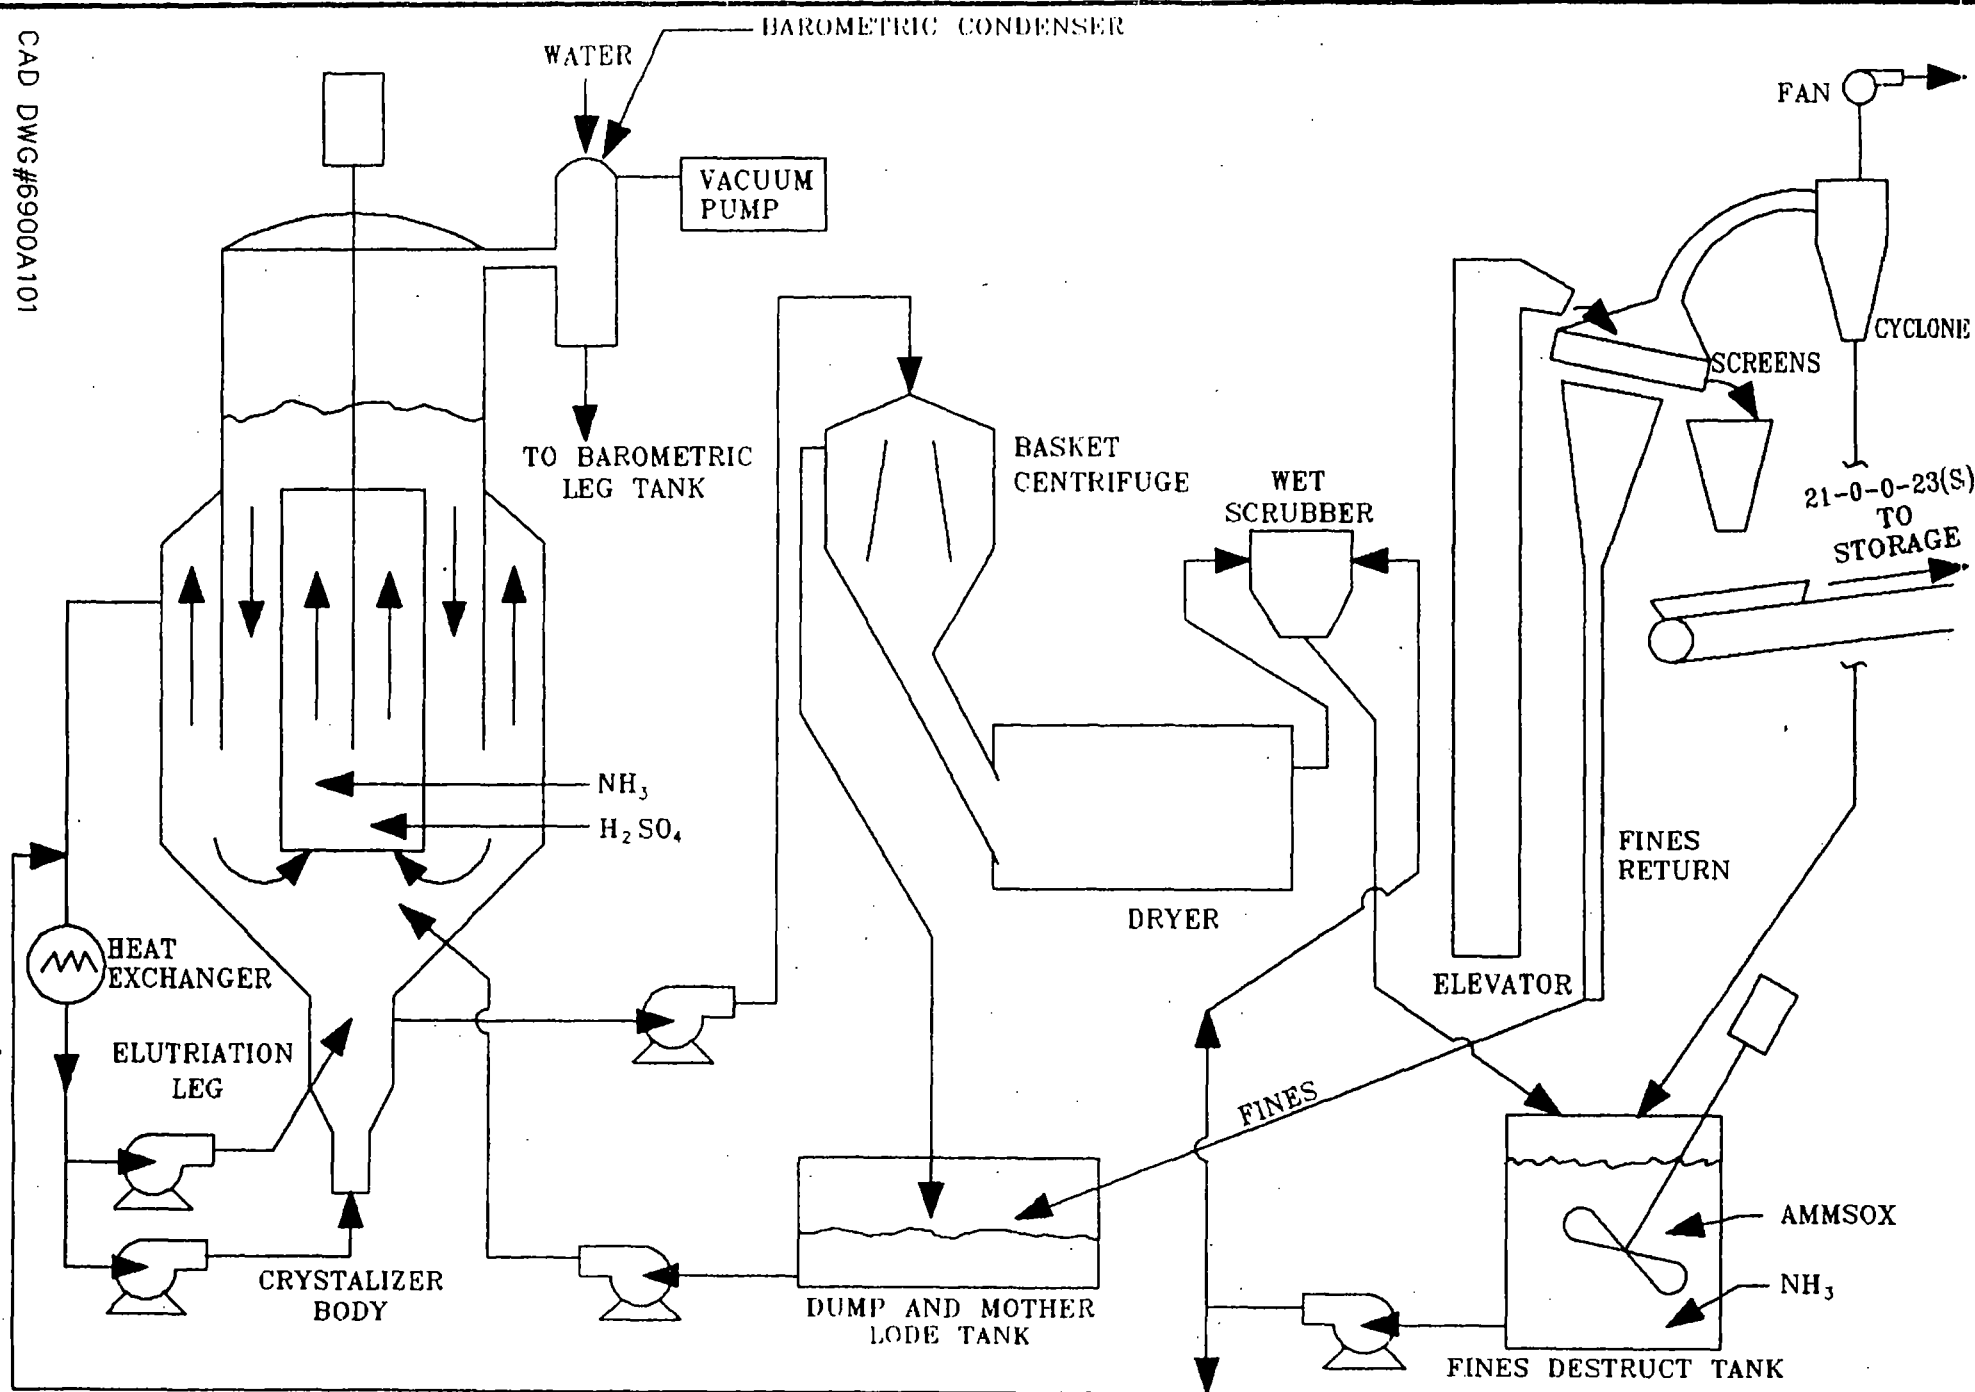 CAD DWG#6900A101
BAROMETRIC CONDENSER
WATER
VACUUM
PUMP
FAN
CYCLONE
SCREENS
TO BAROMETRIC
LEG TANK
BASKET
CENTRIFUGE
WET
SCRUBBER
21-0-0-23(S)
TO
STORAGE
NH₃
H₂SO₄
FINES
RETURN
DRYER
HEAT
EXCHANGER
ELEVATOR
ELUTRIATION
LEG
FINES
AMMSOX
NH₃
CRYSTALIZER
BODY
DUMP AND MOTHER
LODE TANK
FINES DESTRUCT TANK